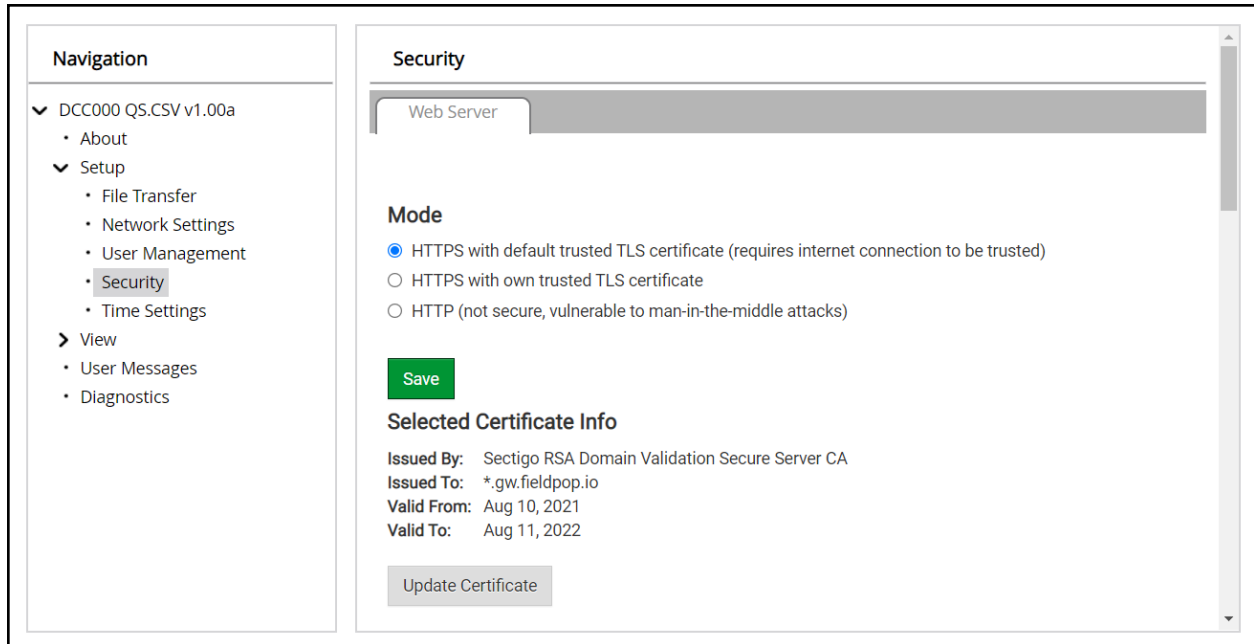 Navigation
DCC000 QS.CSV v1.00a
About
Setup
File Transfer
Network Settings
User Management
Security
Time Settings
View
User Messages
Diagnostics
Security
Web Server
Mode
HTTPS with default trusted TLS certificate (requires internet connection to be trusted)
HTTPS with own trusted TLS certificate
HTTP (not secure, vulnerable to man-in-the-middle attacks)
Save
Selected Certificate Info
Issued By: Sectigo RSA Domain Validation Secure Server CA
Issued To: *.gw.fieldpop.io
Valid From: Aug 10, 2021
Valid To: Aug 11, 2022
Update Certificate